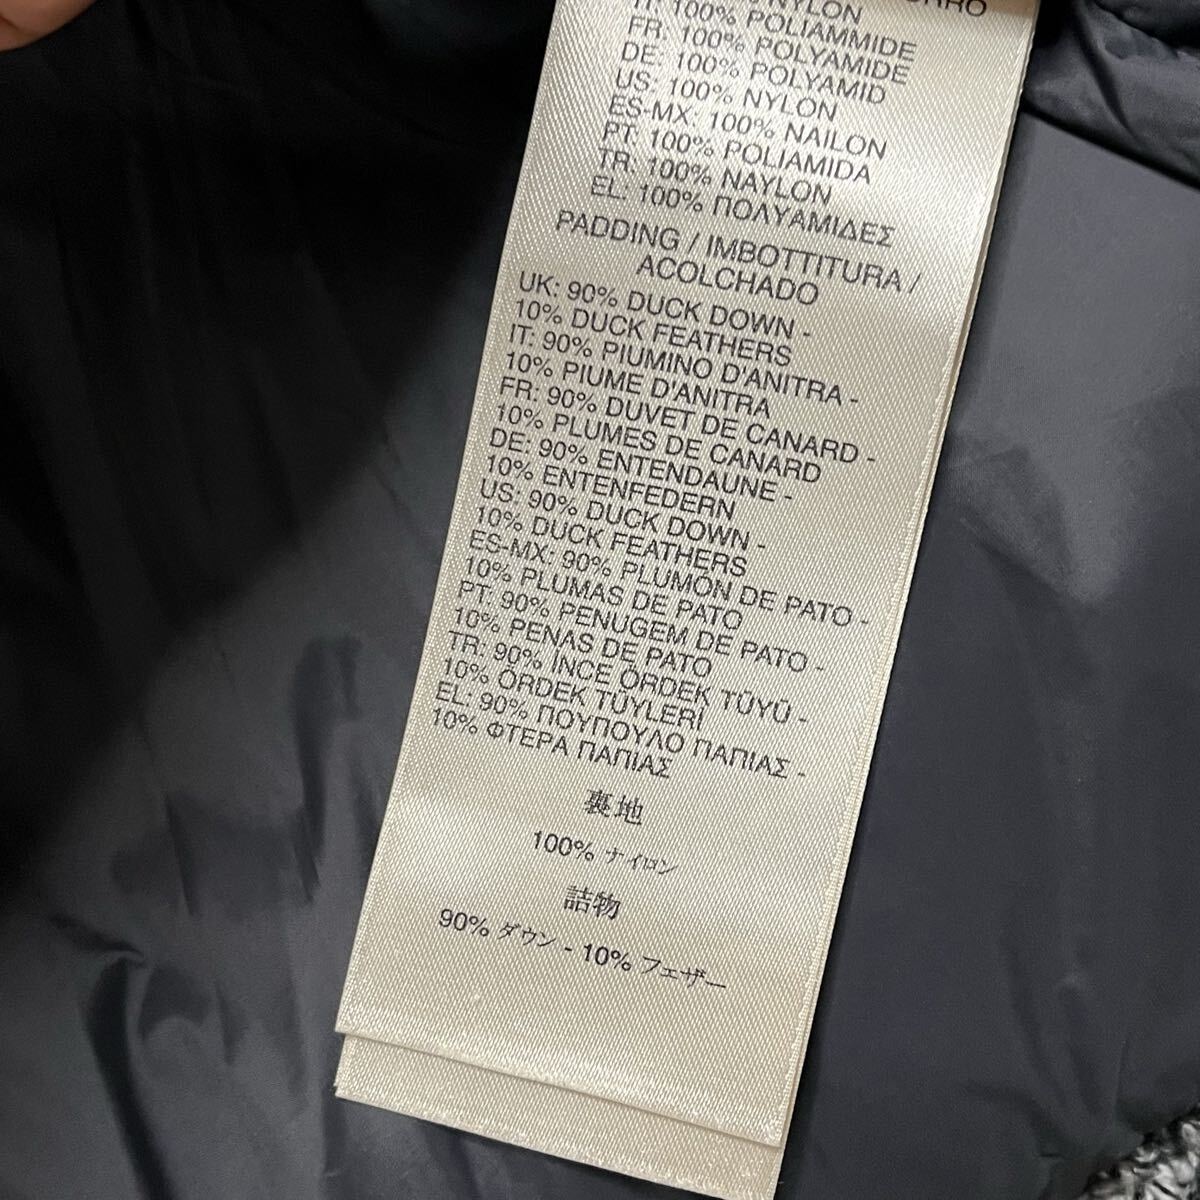 NYLON
IT: 100% POLIAMMIDE
FR: 100% POLYAMIDE
DE: 100% POLYAMID
US: 100% NYLON
ES-MX: 100% NAILON
PT: 100% POLIAMIDA
TR: 100% NAYLON
EL: 100% ΠΟΛΥΑΜΙΔΕΣ
PADDING / IMBOTTITURA /
ACOLCHADO
UK: 90% DUCK DOWN -
10% DUCK FEATHERS
IT: 90% PIUMINO D'ANITRA -
10% PIUME D'ANITRA
FR: 90% DUVET DE CANARD -
10% PLUMES DE CANARD
DE: 90% ENTENDAUNE -
10% ENTENFEDERN
US: 90% DUCK DOWN -
10% DUCK FEATHERS
ES-MX: 90% PLUMÓN DE PATO -
10% PLUMAS DE PATO
PT: 90% PENUGEM DE PATO -
10% PENAS DE PATO
TR: 90% İNCE ÖRDEK TÜYÜ -
10% ÖRDEK TÜYLERİ
EL: 90% ΠΟΥΠΟΥΛΟ ΠΑΠΙΑΣ -
10% ΦΤΕΡΑ ΠΑΠΙΑΣ
裏地
100% ナイロン
詰物
90% ダウン - 10% フェザー